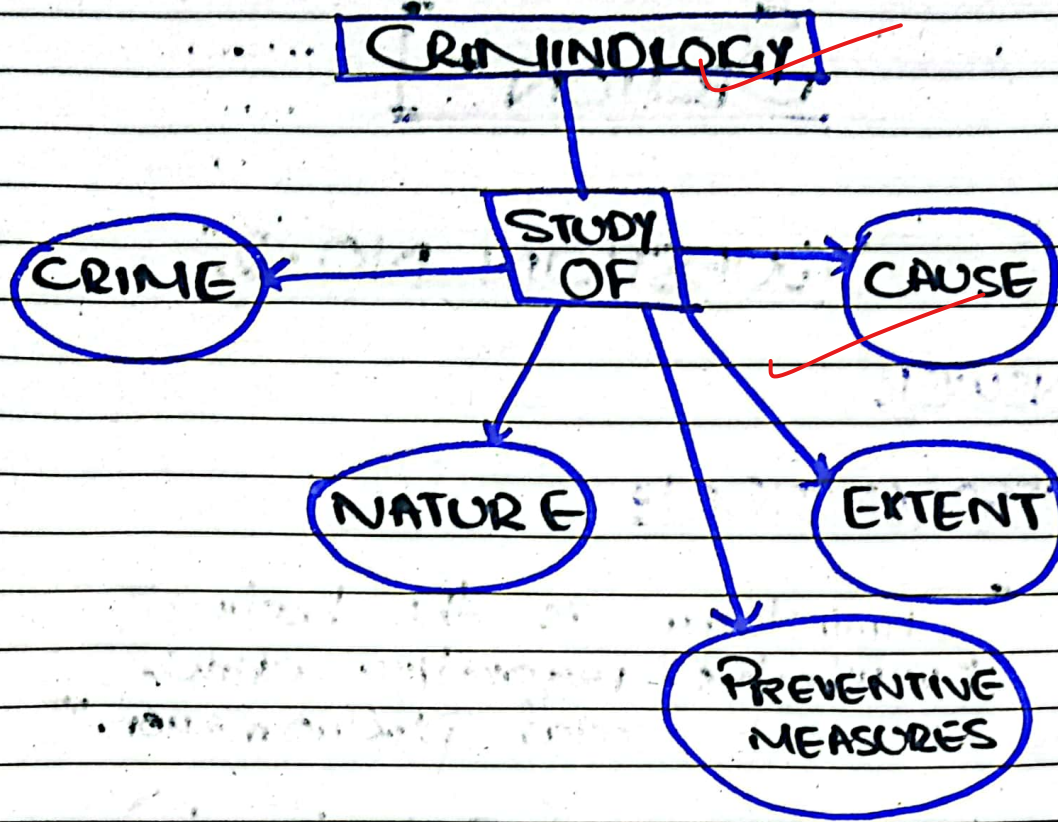 CRIMINOLOGY
STUDY
OF
CRIME
CAUSE
NATURE
EXTENT
PREVENTIVE
MEASURES